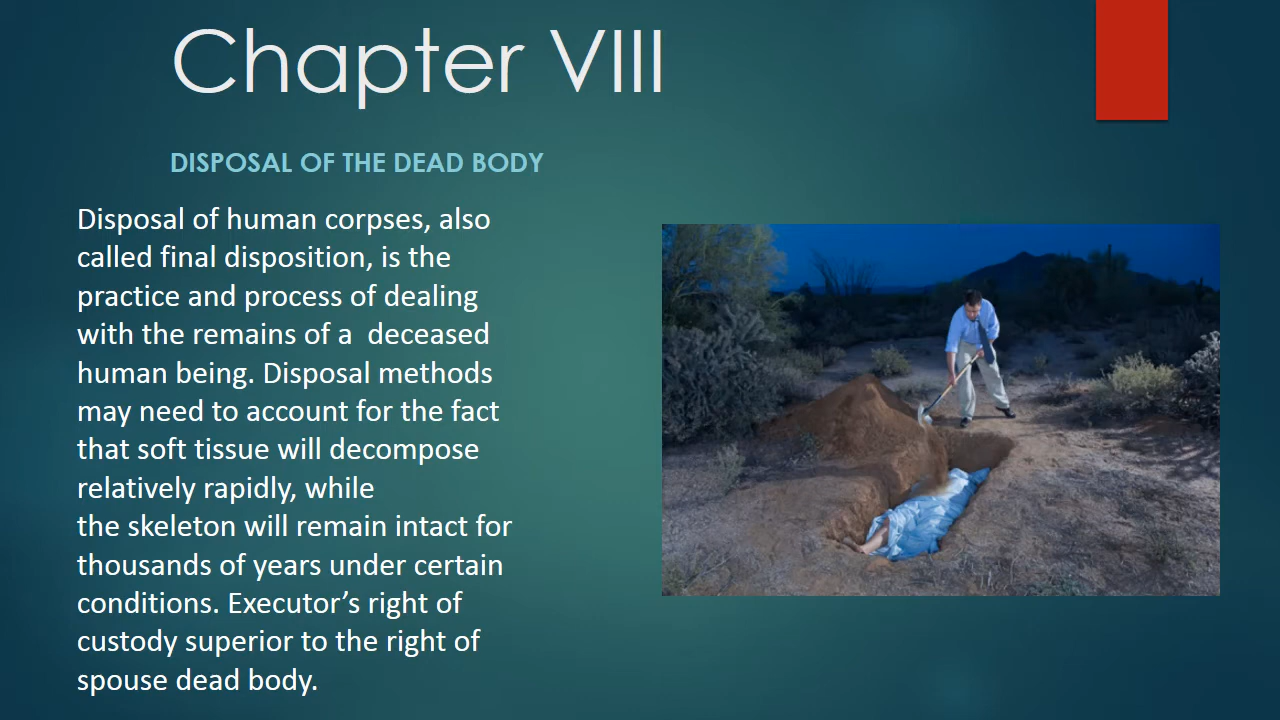 Chapter VIII
DISPOSAL OF THE DEAD BODY
Disposal of human corpses, also
called final disposition, is the
practice and process of dealing
with the remains of a  deceased
human being. Disposal methods
may need to account for the fact
that soft tissue will decompose
relatively rapidly, while
the skeleton will remain intact for
thousands of years under certain
conditions. Executor’s right of
custody superior to the right of
spouse dead body.